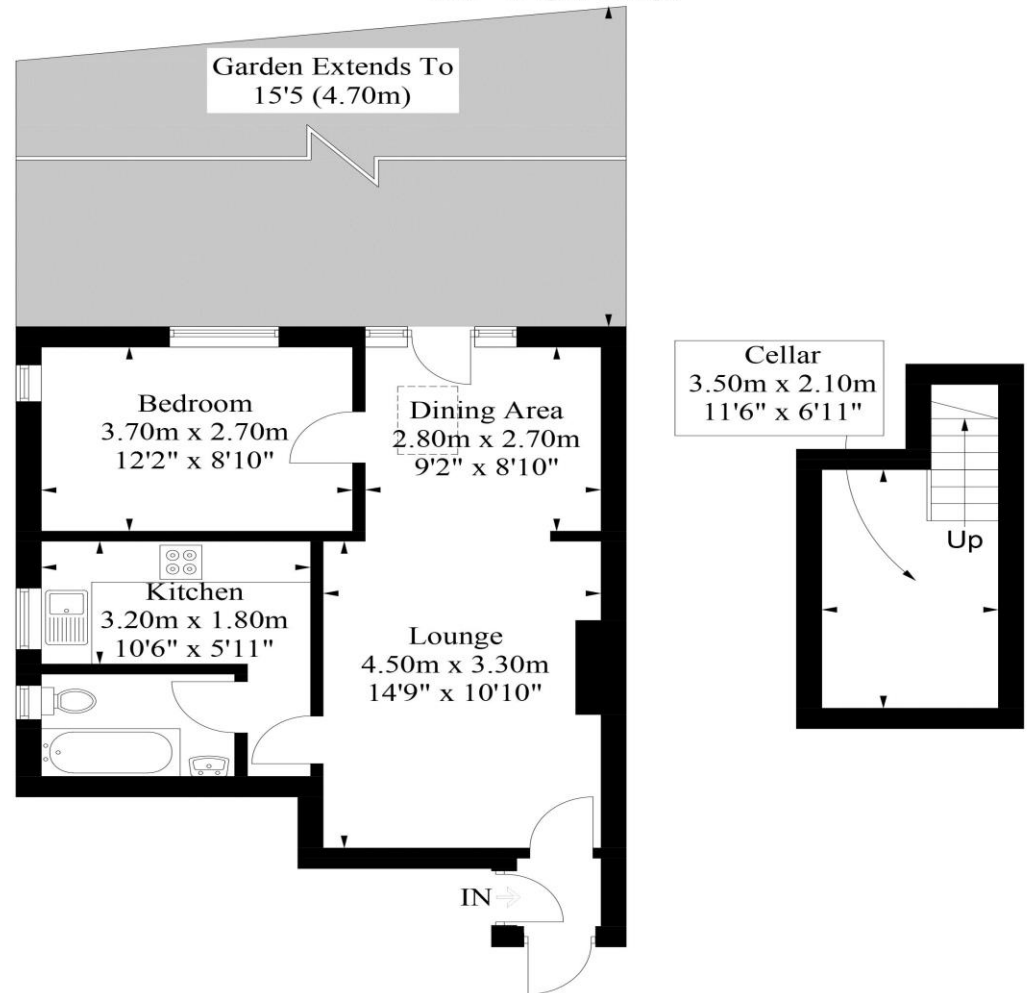 Garden Extends To
15'5 (4.70m)
Bedroom
3.70m x 2.70m
12'2" x 8'10"
Dining Area
2.80m x 2.70m
9'2" x 8'10"
Cellar
3.50m x 2.10m
11'6" x 6'11"
Up
Kitchen
3.20m x 1.80m
10'6" x 5'11"
Lounge
4.50m x 3.30m
14'9" x 10'10"
IN